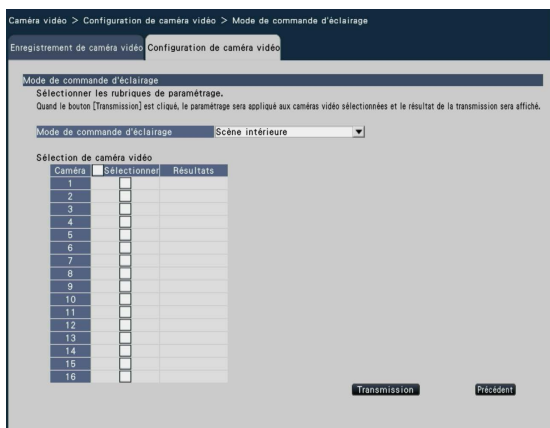 Caméra vidéo > Configuration de caméra vidéo > Mode de commande d'éclairage
Enregistrement de caméra vidéo Configuration de caméra vidéo
Mode de commande d'éclairage
Sélectionner les rubriques de paramétrage.
Quand le bouton [Transmission] est cliqué, le paramétrage sera appliqué aux caméras vidéo sélectionnées et le résultat de la transmission sera affiché.
Mode de commande d'éclairage Scène intérieure
Sélection de caméra vidéo
Caméra Sélectionner Résultats
1
2
3
4
5
6
7
8
9
10
11
12
13
14
15
16
Transmission Précédent